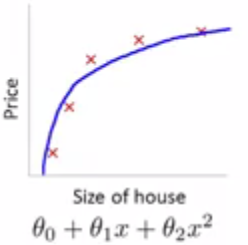 Price
Size of house
θ₀ + θ₁x + θ₂x²